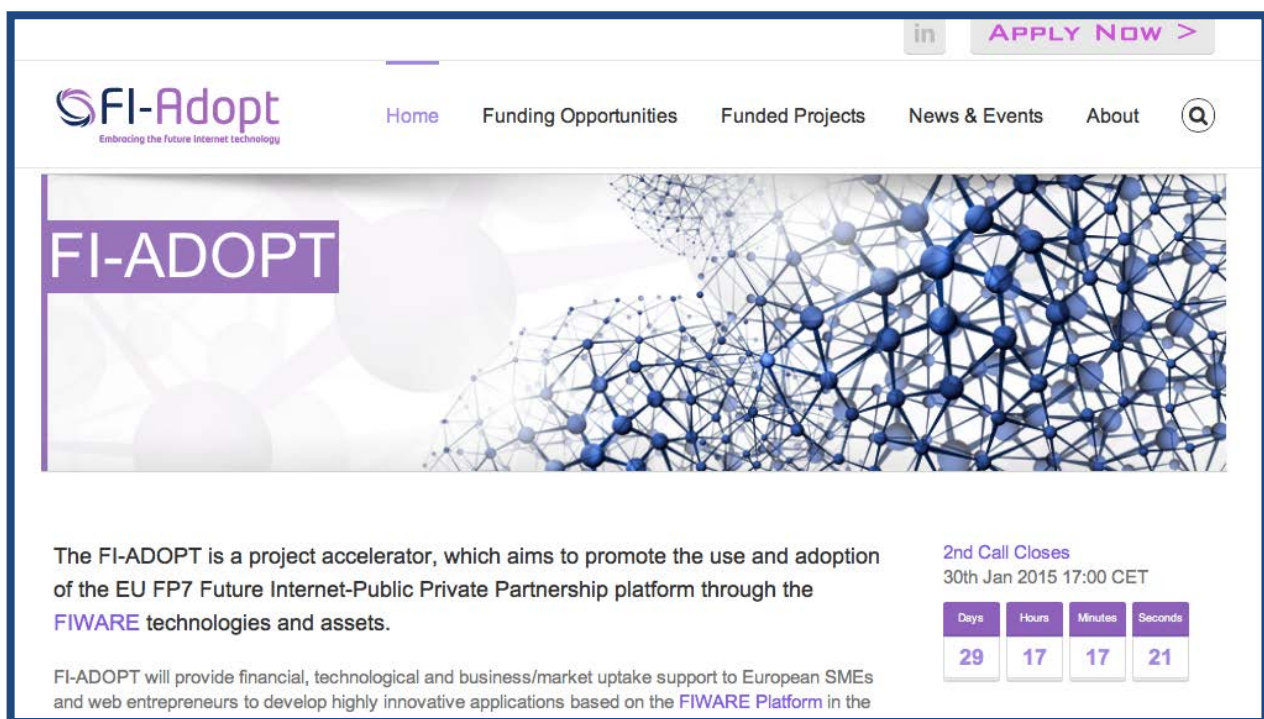 in APPLY NOW >
FI-Adopt
Embracing the future internet technology
Home Funding Opportunities Funded Projects News & Events About
FI-ADOPT
The FI-ADOPT is a project accelerator, which aims to promote the use and adoption
of the EU FP7 Future Internet-Public Private Partnership platform through the
FIWARE technologies and assets.
2nd Call Closes
30th Jan 2015 17:00 CET
Days Hours Minutes Seconds
29 17 17 21
FI-ADOPT will provide financial, technological and business/market uptake support to European SMEs
and web entrepreneurs to develop highly innovative applications based on the FIWARE Platform in the